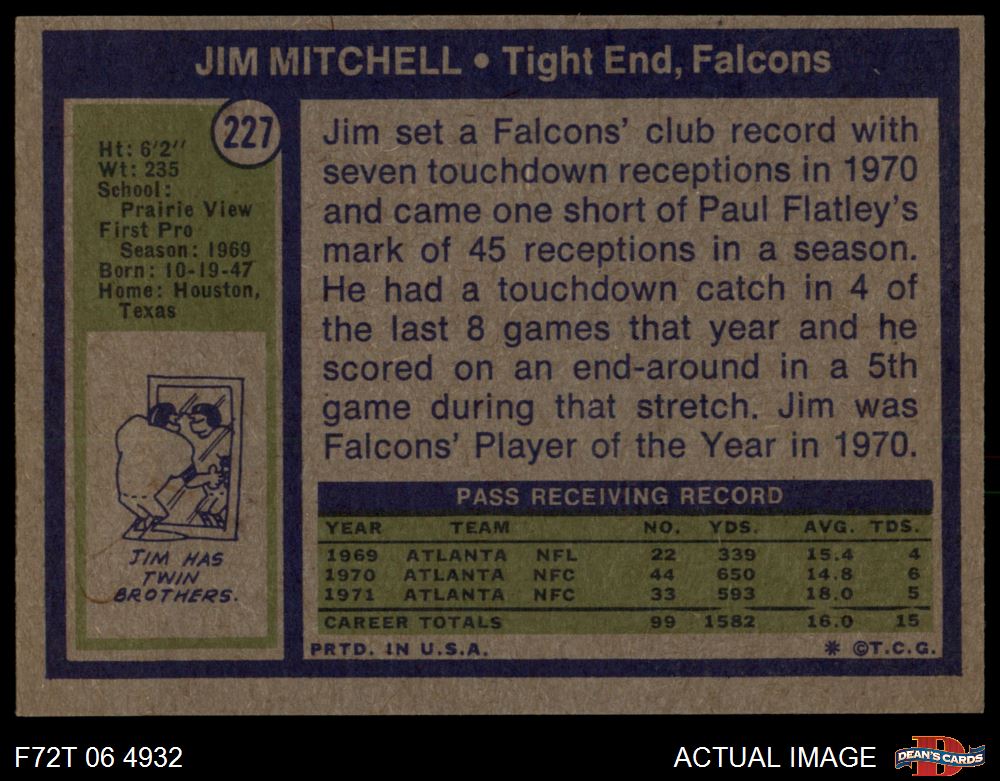 JIM MITCHELL • Tight End, Falcons
227
Ht: 6'2''
Wt: 235
School:
Prairie View
First Pro
Season: 1969
Born: 10-19-47
Home: Houston,
Texas
JIM HAS
TWIN
BROTHERS.
Jim set a Falcons' club record with
seven touchdown receptions in 1970
and came one short of Paul Flatley's
mark of 45 receptions in a season.
He had a touchdown catch in 4 of
the last 8 games that year and he
scored on an end-around in a 5th
game during that stretch. Jim was
Falcons' Player of the Year in 1970.
PASS RECEIVING RECORD
YEAR TEAM NO. YDS. AVG. TDS.
1969 ATLANTA NFL 22 339 15.4 4
1970 ATLANTA NFC 44 650 14.8 6
1971 ATLANTA NFC 33 593 18.0 5
CAREER TOTALS 99 1582 16.0 15
PRTD. IN U.S.A. * ©T.C.G.
F72T 06 4932 ACTUAL IMAGE
D
DEAN'S CARDS